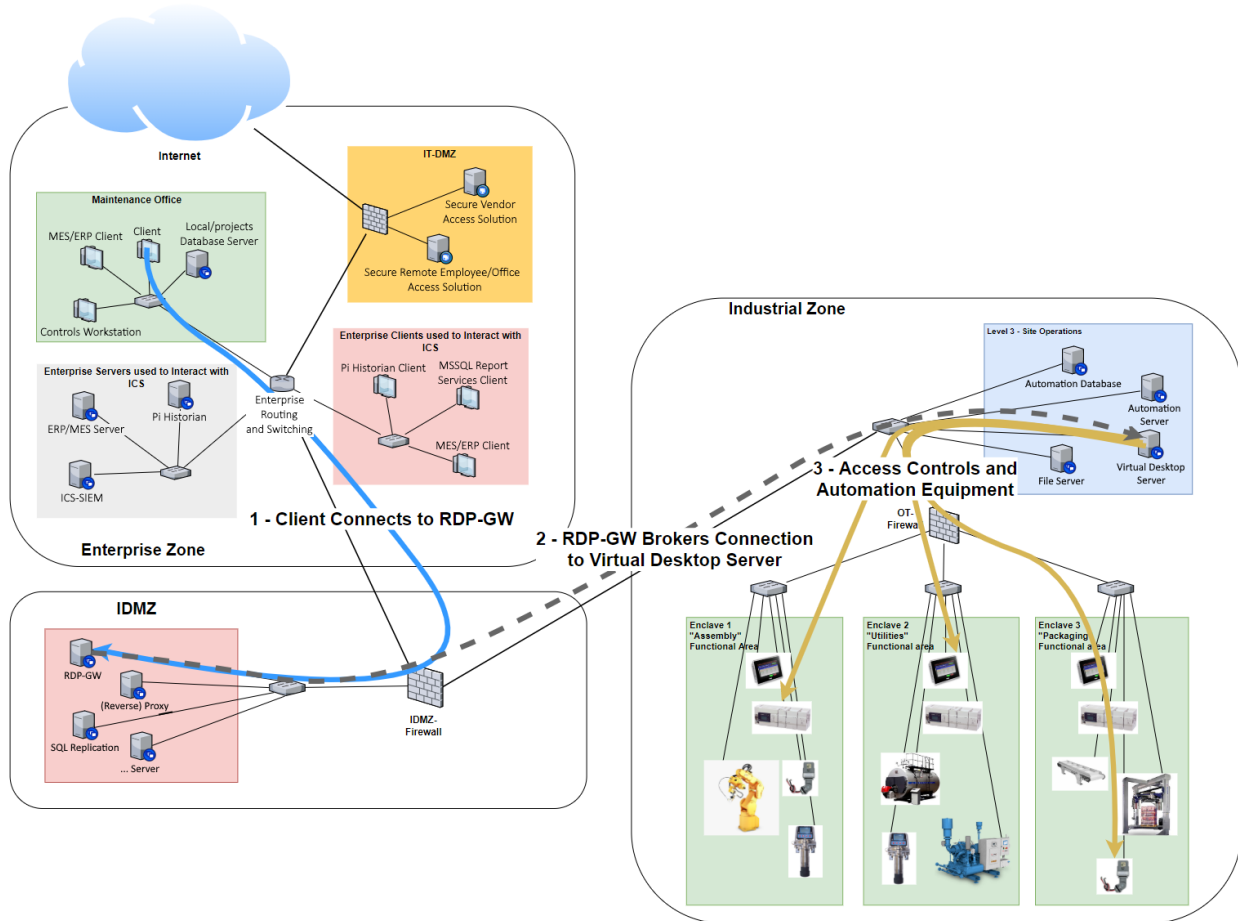 Internet
IT-DMZ
Secure Vendor
Access Solution
Secure Remote Employee/Office
Access Solution
Maintenance Office
MES/ERP Client
Client
Local/projects
Database Server
Controls Workstation
Enterprise Servers used to Interact with
ICS
ERP/MES Server
Pi Historian
ICS-SIEM
Enterprise
Routing
and Switching
Enterprise Clients used to Interact with
ICS
Pi Historian Client
MSSQL Report
Services Client
MES/ERP Client
1 - Client Connects to RDP-GW
Enterprise Zone
IDMZ
RDP-GW
(Reverse) Proxy
SQL Replication
... Server
IDMZ-
Firewall
2 - RDP-GW Brokers Connection
to Virtual Desktop Server
Industrial Zone
Level 3 - Site Operations
Automation Database
Automation
Server
Virtual Desktop
Server
File Server
3 - Access Controls and
Automation Equipment
OT-
Firewall
Enclave 1
"Assembly"
Functional Area
Enclave 2
"Utilities"
Functional area
Enclave 3
"Packaging"
Functional area